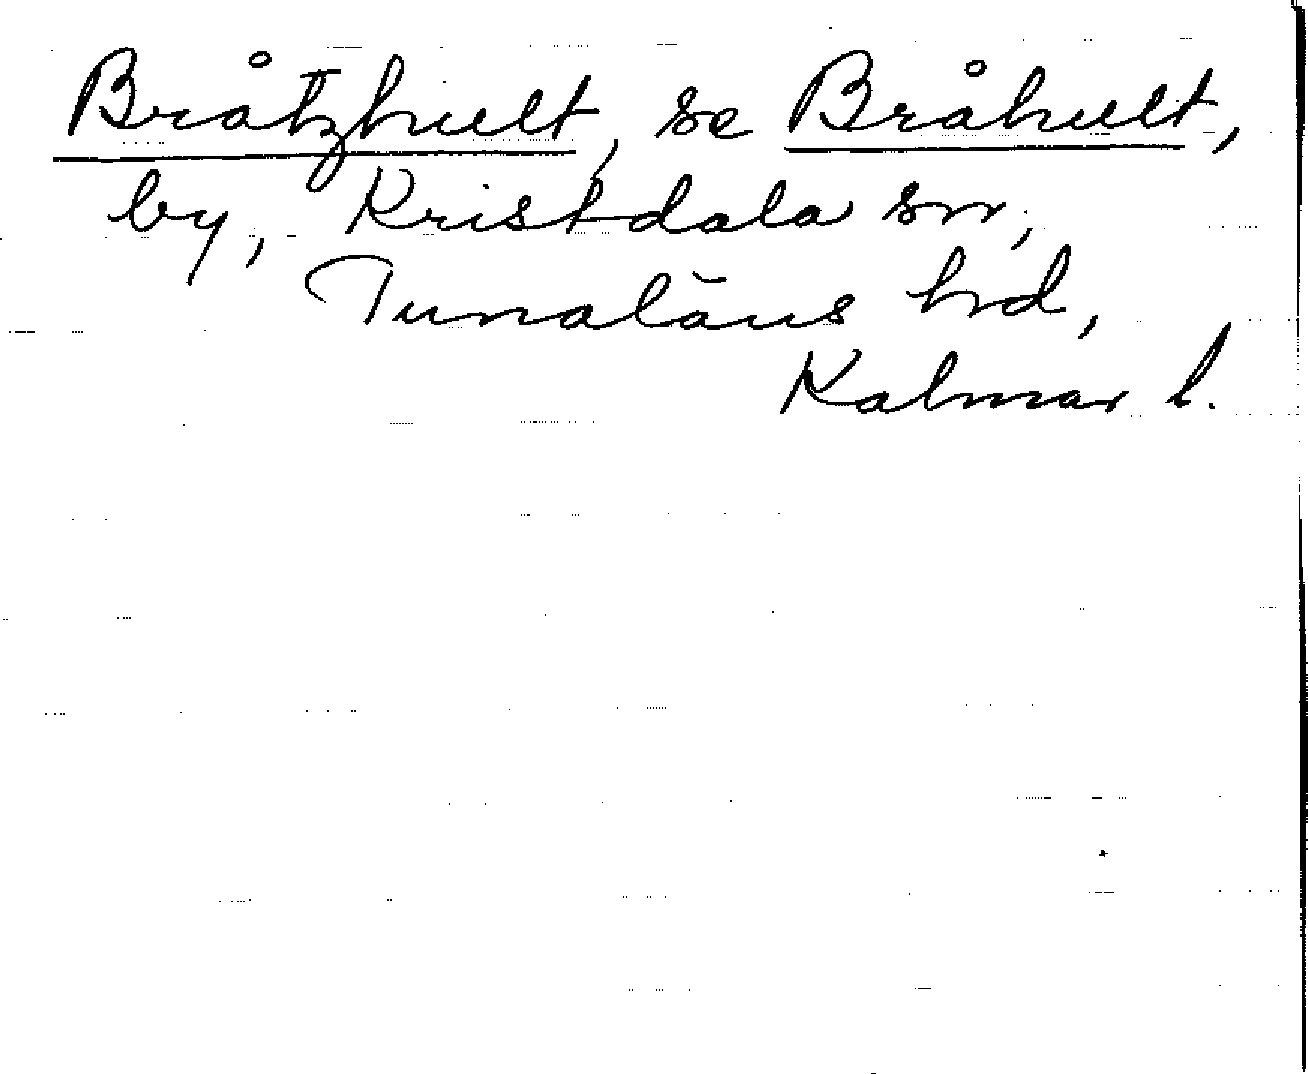 Bråtzhult, se Bråhult,
by, Kristdala sn,
Tunaläns hd,
Kalmar l.